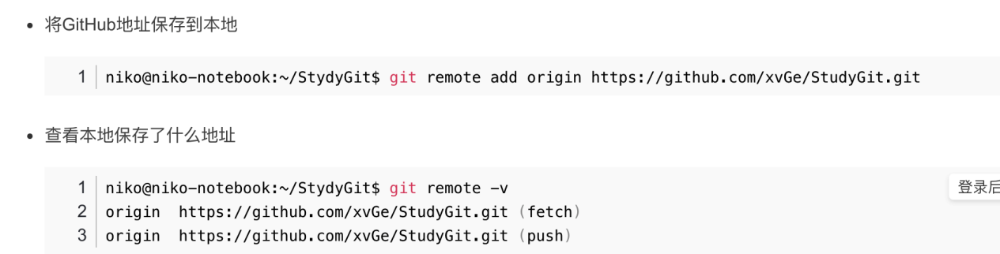 将GitHub地址保存到本地
1 niko@niko-notebook:~/StydyGit$ git remote add origin https://github.com/xvGe/StudyGit.git
查看本地保存了什么地址
1 niko@niko-notebook:~/StydyGit$ git remote -v
登录后
2 origin  https://github.com/xvGe/StudyGit.git (fetch)
3 origin  https://github.com/xvGe/StudyGit.git (push)